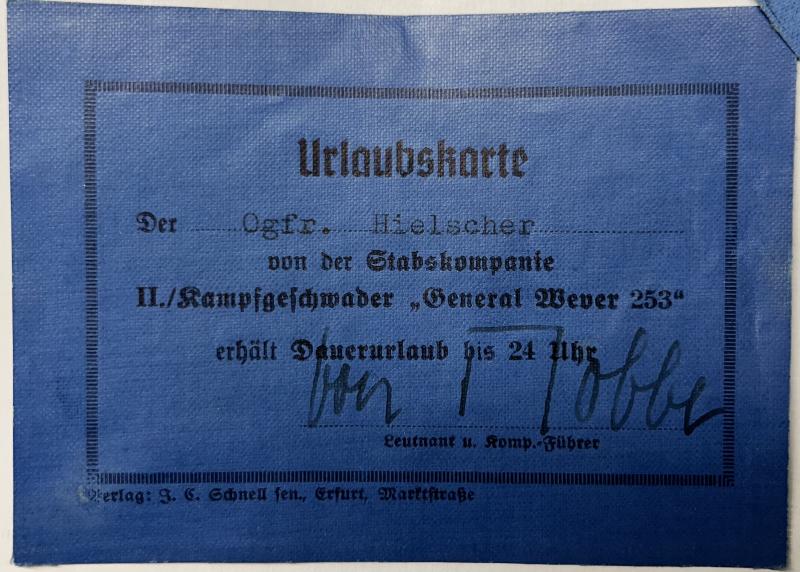 Urlaubskarte
Der Ogfr. Hielscher
von der Stabskompanie
II./Kampfgeschwader „General Wever 253“
erhält Dauerurlaub bis 24 Uhr
Leutnant u. Komp.-Führer
Verlag: J. C. Schnell sen., Erfurt, Marktstraße